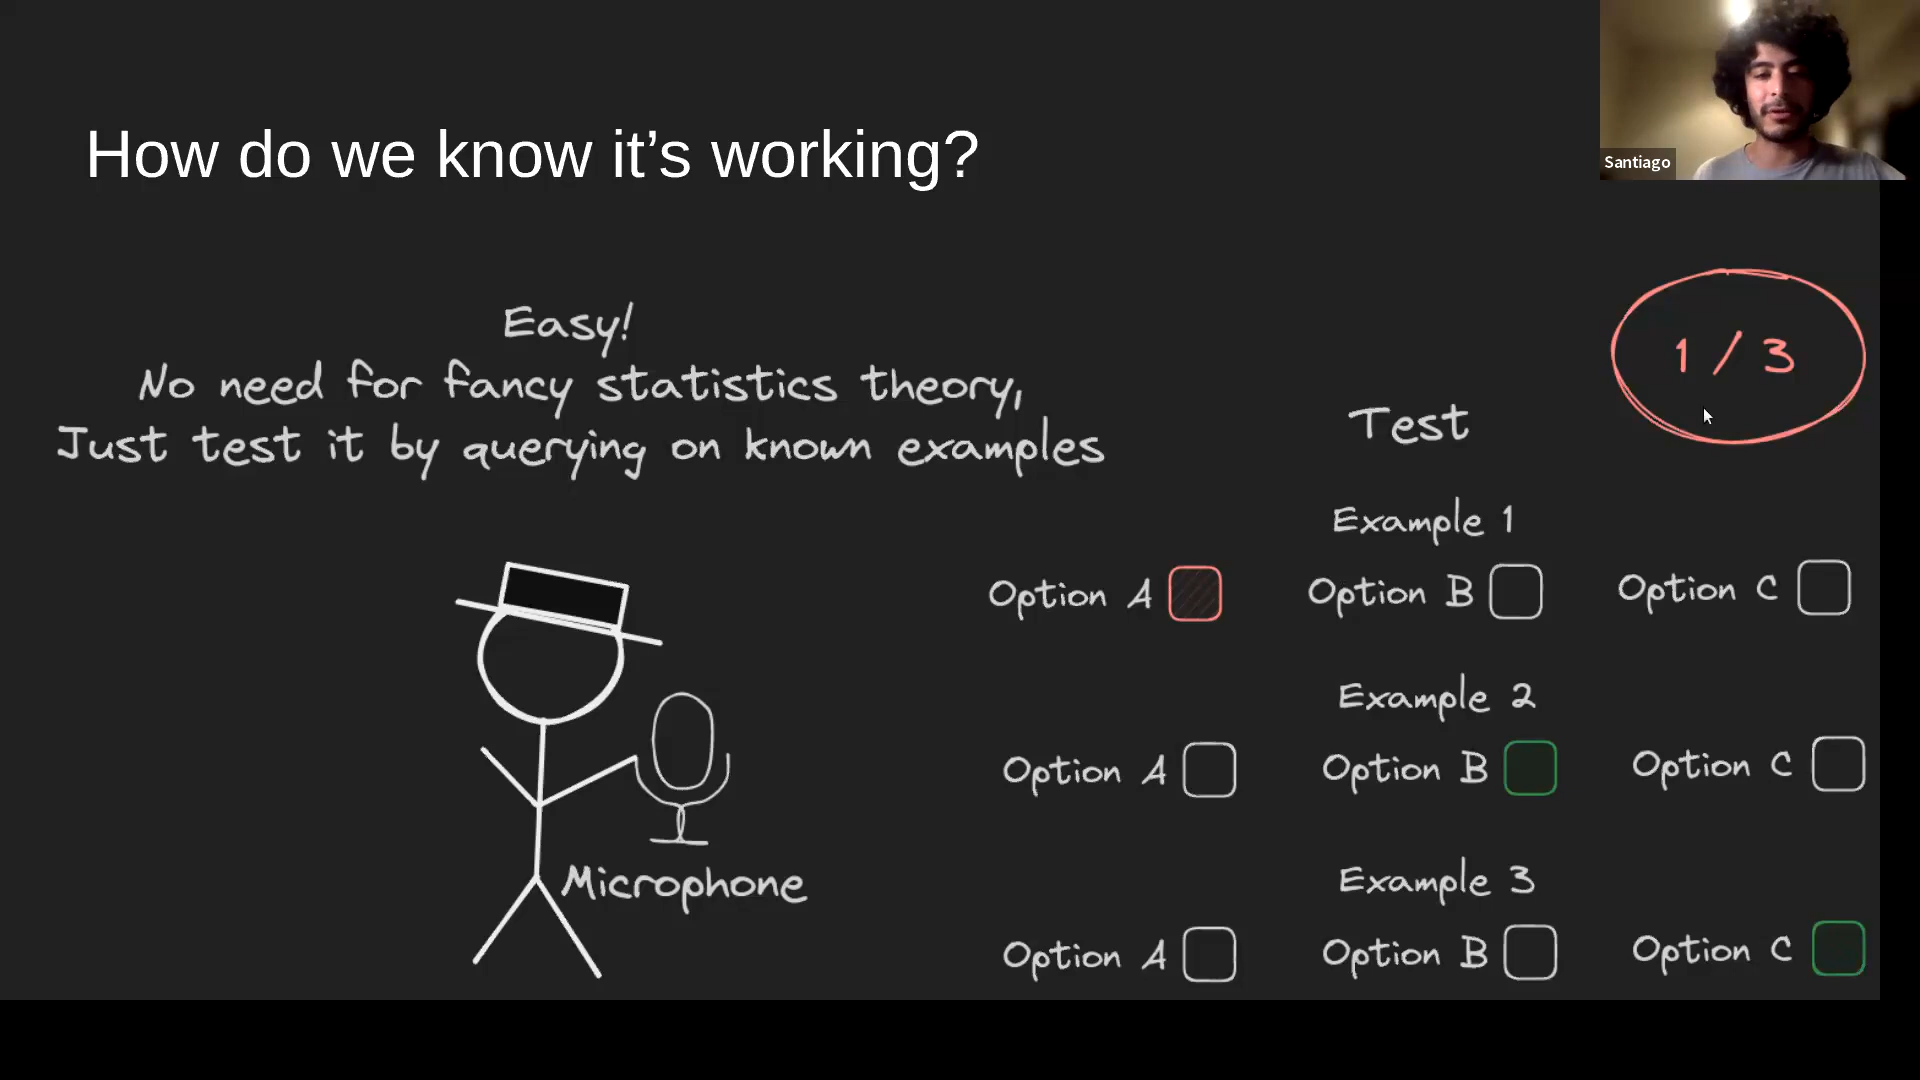 How do we know it’s working?
Santiago
Easy!
No need for fancy statistics theory,
Just test it by querying on known examples
1 / 3
Test
Example 1
Option A
Option B
Option C
Example 2
Option A
Option B
Option C
Microphone
Example 3
Option A
Option B
Option C